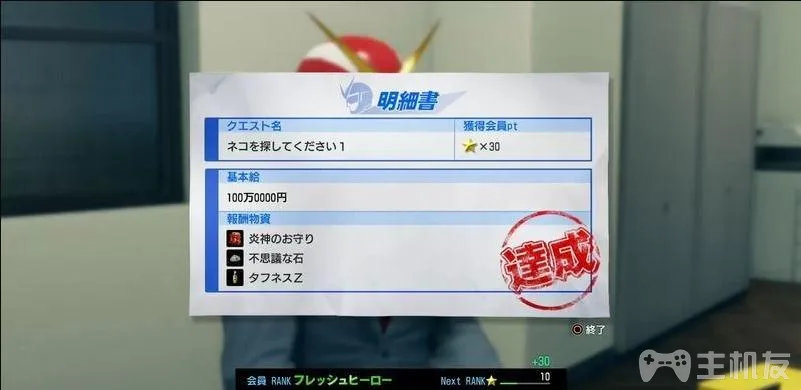 明細書
クエスト名
獲得会員pt
ネコを探してください1
×30
基本給
100万0000円
報酬物資
炎神のお守り
不思議な石
タフネスZ
達成
終了
+30
会員 RANK フレッシュヒーロー
Next RANK 10
主机友